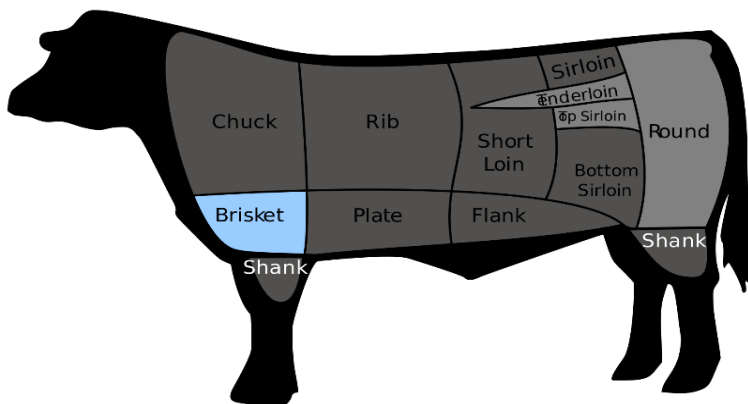 Sirloin
Tenderloin
Top Sirloin
Chuck
Rib
Short
Loin
Round
Bottom
Sirloin
Brisket
Plate
Flank
Shank
Shank